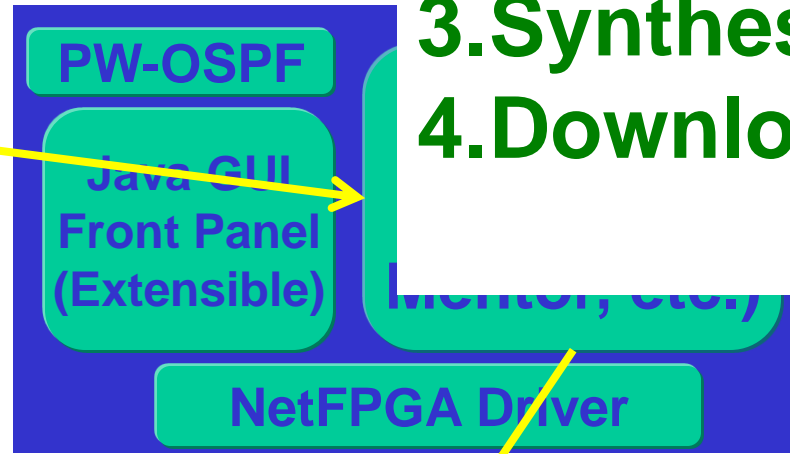 3.Synthes
4.Downlo
PW-OSPF
Java GUI
Front Panel
(Extensible)
Mentor, etc.)
NetFPGA Driver